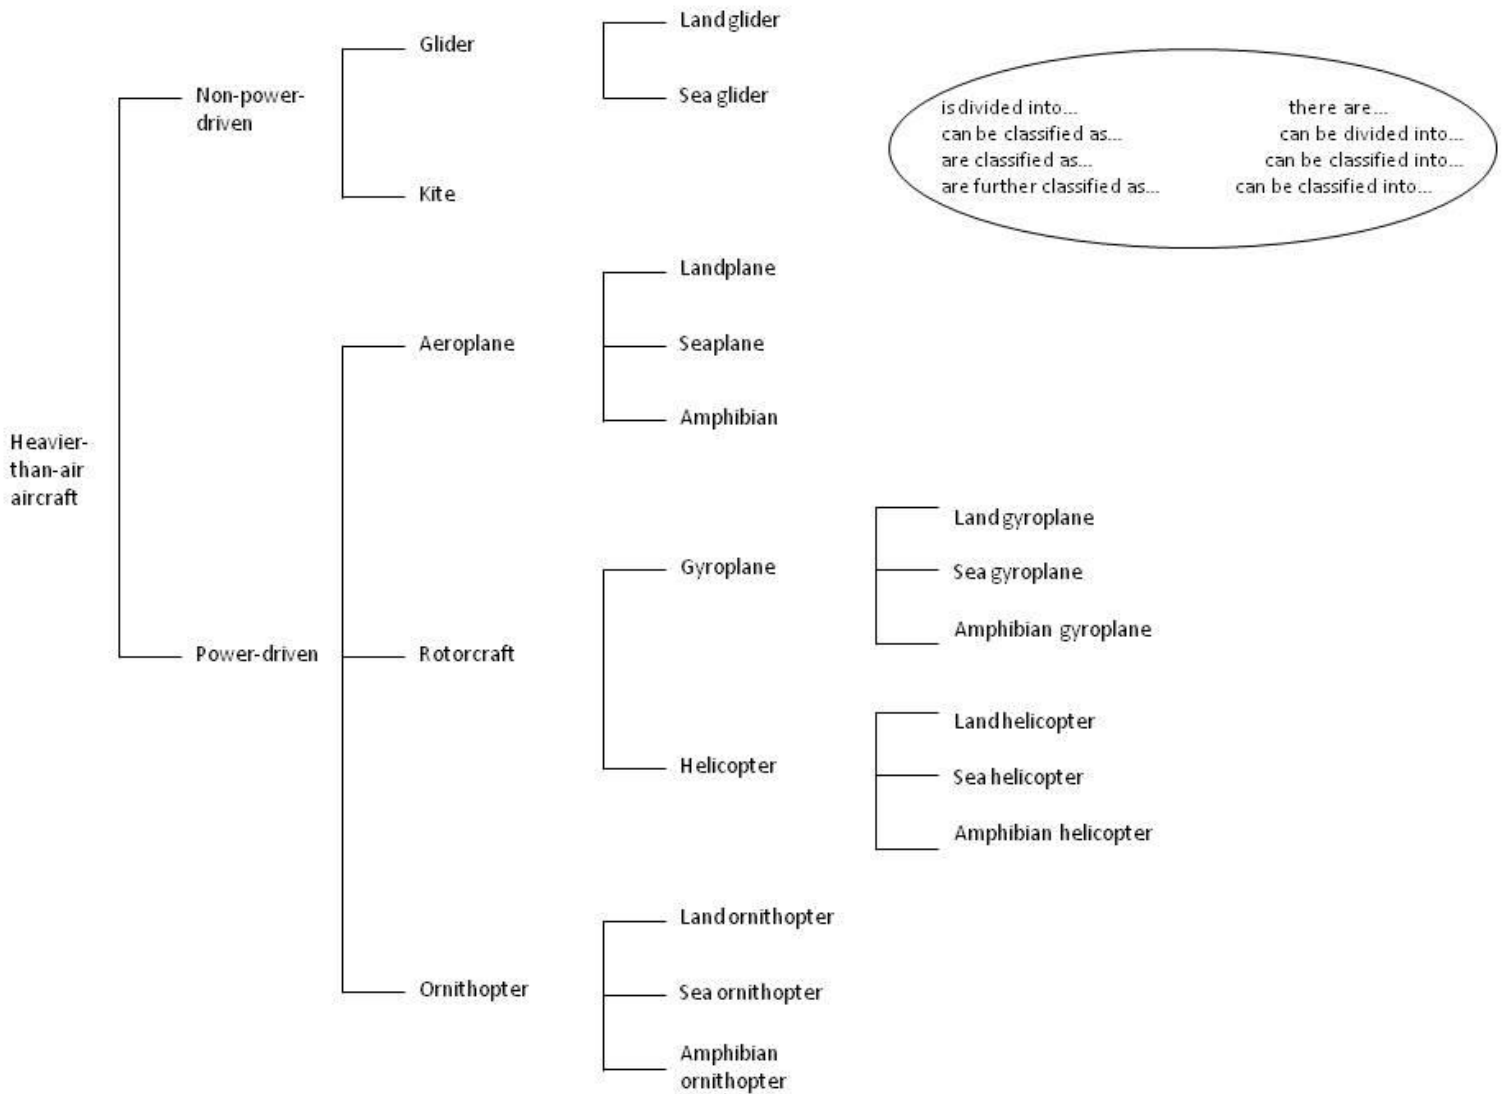 Land glider
Glider
Non-power-
driven
Sea glider
Kite
is divided into... there are...
can be classified as... can be divided into...
are classified as... can be classified into...
are further classified as... can be classified into...
Landplane
Aeroplane
Seaplane
Amphibian
Heavier-
than-air
aircraft
Land gyroplane
Gyroplane
Sea gyroplane
Amphibian gyroplane
Power-driven
Rotorcraft
Land helicopter
Helicopter
Sea helicopter
Amphibian helicopter
Land ornithopter
Ornithopter
Sea ornithopter
Amphibian
ornithopter